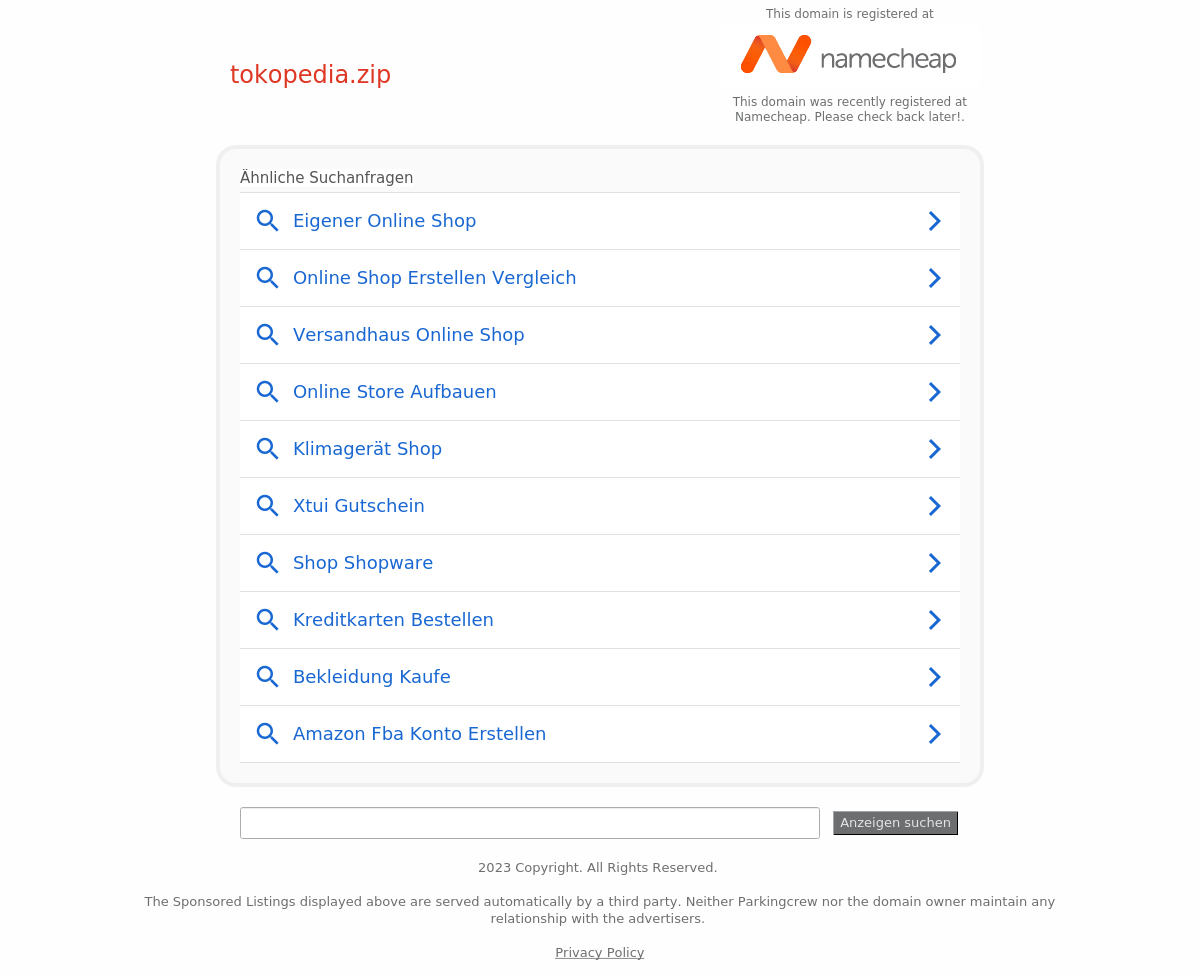 This domain is registered at
namecheap
tokopedia.zip
This domain was recently registered at
Namecheap. Please check back later!.
Ähnliche Suchanfragen
Eigener Online Shop
Online Shop Erstellen Vergleich
Versandhaus Online Shop
Online Store Aufbauen
Klimagerät Shop
Xtui Gutschein
Shop Shopware
Kreditkarten Bestellen
Bekleidung Kaufe
Amazon Fba Konto Erstellen
Anzeigen suchen
2023 Copyright. All Rights Reserved.
The Sponsored Listings displayed above are served automatically by a third party. Neither Parkingcrew nor the domain owner maintain any
relationship with the advertisers.
Privacy Policy